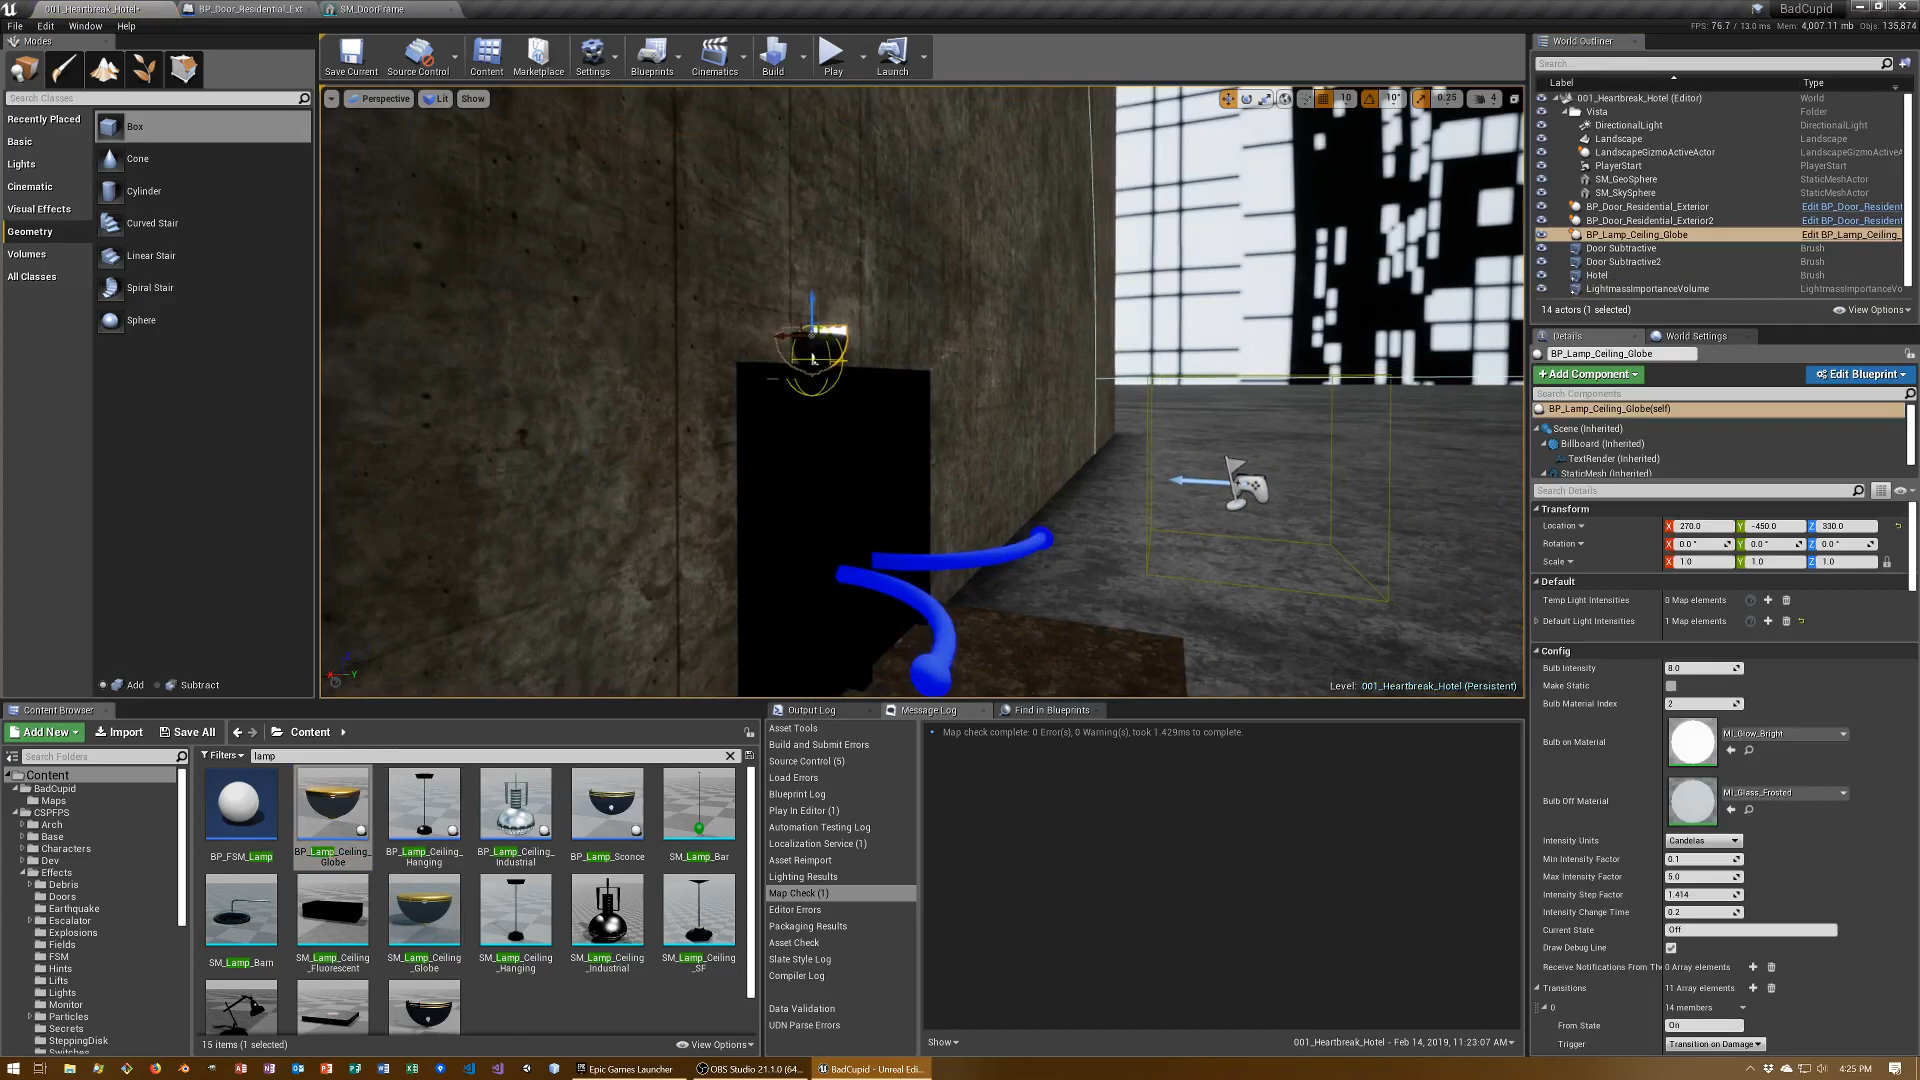 001_Heartbreak_Hotel*
BP_Door_Residential_Ext
SM_DoorFrame
BadCupid
File Edit Window Help
FPS: 76.7 / 13.0 ms Mem: 4,007.11 mb Objs: 135,874
Modes
Search Classes
Recently Placed
Basic
Lights
Cinematic
Visual Effects
Geometry
Volumes
All Classes
Box
Cone
Cylinder
Curved Stair
Linear Stair
Spiral Stair
Sphere
Add Subtract
Save Current Source Control Content Marketplace Settings Blueprints Cinematics Build Play Launch
Perspective Lit Show
10 10° 0.25 4
Level: 001_Heartbreak_Hotel (Persistent)
World Outliner
Search...
Label Type
001_Heartbreak_Hotel (Editor) World
Vista Folder
DirectionalLight DirectionalLight
Landscape Landscape
LandscapeGizmoActiveActor LandscapeGizmoActiveA
PlayerStart PlayerStart
SM_GeoSphere StaticMeshActor
SM_SkySphere StaticMeshActor
BP_Door_Residential_Exterior Edit BP_Door_Resident
BP_Door_Residential_Exterior2 Edit BP_Door_Resident
BP_Lamp_Ceiling_Globe Edit BP_Lamp_Ceiling_
Door Subtractive Brush
Door Subtractive2 Brush
Hotel Brush
LightmassImportanceVolume LightmassImportanceVo
14 actors (1 selected) View Options
Details World Settings
BP_Lamp_Ceiling_Globe
+Add Component Edit Blueprint
Search Components
BP_Lamp_Ceiling_Globe(self)
Scene (Inherited)
Billboard (Inherited)
TextRender (Inherited)
StaticMesh (Inherited)
Search Details
Transform
Location X 270.0 Y -450.0 Z 330.0
Rotation X 0.0 ° Y 0.0 ° Z 0.0 °
Scale X 1.0 Y 1.0 Z 1.0
Default
Temp Light Intensities 0 Map elements
Default Light Intensities 1 Map elements
Config
Bulb Intensity 8.0
Make Static
Bulb Material Index 2
Bulb on Material MI_Glow_Bright
Bulb Off Material MI_Glass_Frosted
Intensity Units Candelas
Min Intensity Factor 0.1
Max Intensity Factor 5.0
Intensity Step Factor 1.414
Intensity Change Time 0.2
Current State Off
Draw Debug Line
Receive Notifications From The 0 Array elements
Transitions 11 Array elements
0 14 members
From State On
Trigger Transition on Damage
Content Browser
Add New Import Save All Content
Search Folders
Filters lamp
Content
BadCupid
Maps
CSPFPS
Arch
Base
Characters
Dev
Effects
Debris
Doors
Earthquake
Escalator
Explosions
Fields
FSM
Hints
Lifts
Lights
Monitor
Particles
Secrets
SteppingDisk
Switches
BP_FSM_Lamp
BP_Lamp_Ceiling_Globe
BP_Lamp_Ceiling_Hanging
BP_Lamp_Ceiling_Industrial
BP_Lamp_Sconce
SM_Lamp_Bar
SM_Lamp_Barn
SM_Lamp_Ceiling_Fluorescent
SM_Lamp_Ceiling_Globe
SM_Lamp_Ceiling_Hanging
SM_Lamp_Ceiling_Industrial
SM_Lamp_Ceiling_SF
15 items (1 selected) View Options
Output Log Message Log Find in Blueprints
Asset Tools
Build and Submit Errors
Source Control (5)
Load Errors
Blueprint Log
Play In Editor (1)
Automation Testing Log
Localization Service (1)
Asset Reimport
Lighting Results
Map Check (1)
Editor Errors
Packaging Results
Asset Check
Slate Style Log
Compiler Log
Data Validation
UDN Parse Errors
Map check complete: 0 Error(s), 0 Warning(s), took 1.429ms to complete.
Show 001_Heartbreak_Hotel - Feb 14, 2019, 11:23:07 AM
Epic Games Launcher
OBS Studio 21.1.0 (64...
BadCupid - Unreal Edi...
4:25 PM